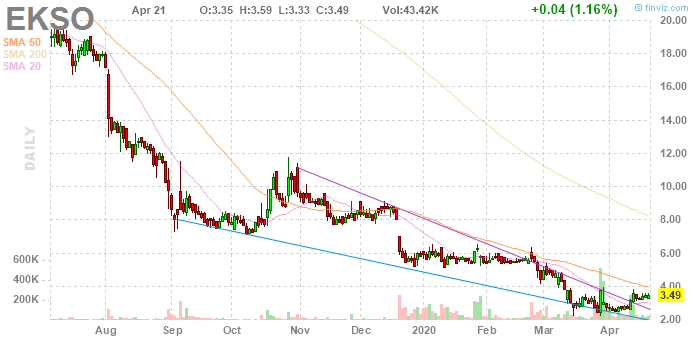 EKSO
Apr 21 O:3.35 H:3.59 L:3.33 C:3.49 Vol:43.42K +0.04 (1.16%)
© finviz.com
SMA 50
SMA 200
SMA 20
DAILY
20.00
18.00
16.00
14.00
12.00
10.00
8.00
6.00
4.00
3.49
2.00
600K
400K
200K
Aug Sep Oct Nov Dec 2020 Feb Mar Apr